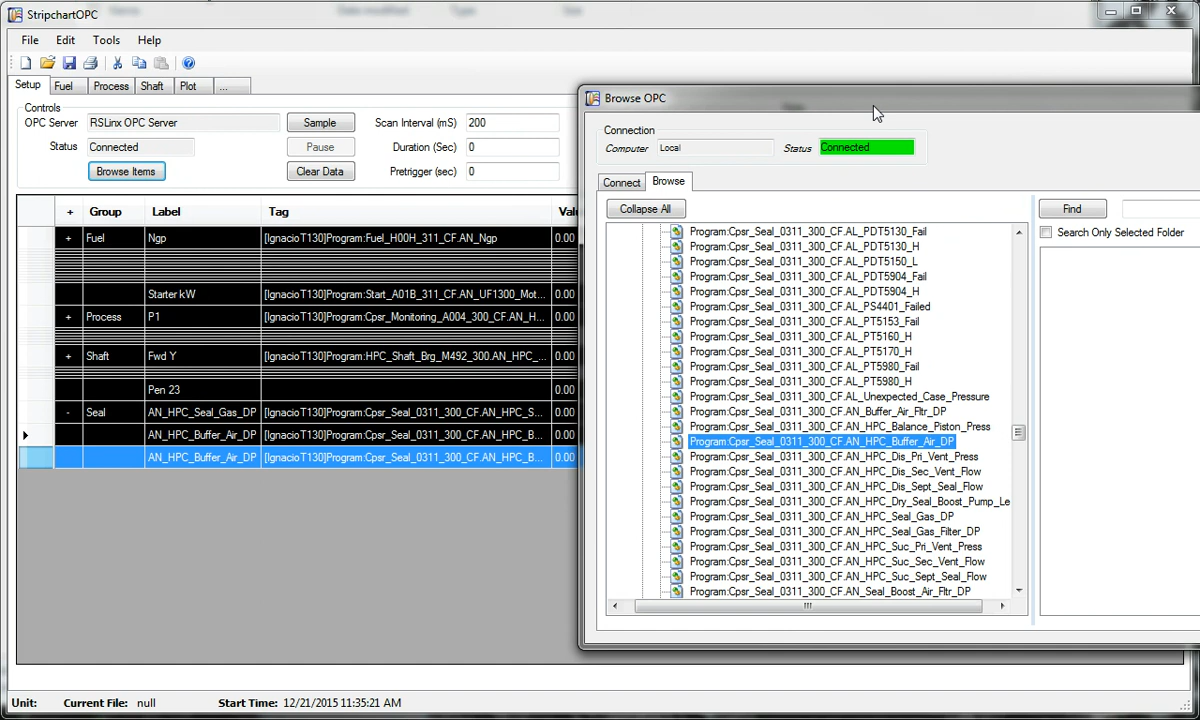 StripchartOPC
File Edit Tools Help
Setup Fuel Process Shaft Plot ...
Controls
OPC Server RSLinx OPC Server Sample Scan Interval (mS) 200
Status Connected Pause Duration (Sec) 0
Browse Items Clear Data Pretrigger (sec) 0
+ Group Label Tag
+ Fuel Ngp [IgnacioT130]Program:Fuel_H00H_311_CF.AN_Ngp 0.00
Starter kW [IgnacioT130]Program:Start_A01B_311_CF.AN_UF1300_Mot... 0.00
+ Process P1 [IgnacioT130]Program:Cpsr_Monitoring_A004_300_CF.AN_H... 0.00
+ Shaft Fwd Y [IgnacioT130]Program:HPC_Shaft_Brg_M492_300.AN_HPC_... 0.00
Pen 23 0.00
- Seal AN_HPC_Seal_Gas_DP [IgnacioT130]Program:Cpsr_Seal_0311_300_CF.AN_HPC_S... 0.00
AN_HPC_Buffer_Air_DP [IgnacioT130]Program:Cpsr_Seal_0311_300_CF.AN_HPC_B... 0.00
AN_HPC_Buffer_Air_DP [IgnacioT130]Program:Cpsr_Seal_0311_300_CF.AN_HPC_B... 0.00
Browse OPC
Connection
Computer Local Status Connected
Connect Browse
Collapse All Find
Search Only Selected Folder
Program:Cpsr_Seal_0311_300_CF.AL_PDT5130_Fail
Program:Cpsr_Seal_0311_300_CF.AL_PDT5130_H
Program:Cpsr_Seal_0311_300_CF.AL_PDT5150_L
Program:Cpsr_Seal_0311_300_CF.AL_PDT5904_Fail
Program:Cpsr_Seal_0311_300_CF.AL_PDT5904_H
Program:Cpsr_Seal_0311_300_CF.AL_PS4401_Failed
Program:Cpsr_Seal_0311_300_CF.AL_PT5153_Fail
Program:Cpsr_Seal_0311_300_CF.AL_PT5160_H
Program:Cpsr_Seal_0311_300_CF.AL_PT5170_H
Program:Cpsr_Seal_0311_300_CF.AL_PT5980_Fail
Program:Cpsr_Seal_0311_300_CF.AL_PT5980_H
Program:Cpsr_Seal_0311_300_CF.AL_Unexpected_Case_Pressure
Program:Cpsr_Seal_0311_300_CF.AN_Buffer_Air_Fltr_DP
Program:Cpsr_Seal_0311_300_CF.AN_HPC_Balance_Piston_Press
Program:Cpsr_Seal_0311_300_CF.AN_HPC_Buffer_Air_DP
Program:Cpsr_Seal_0311_300_CF.AN_HPC_Dis_Pri_Vent_Press
Program:Cpsr_Seal_0311_300_CF.AN_HPC_Dis_Sec_Vent_Flow
Program:Cpsr_Seal_0311_300_CF.AN_HPC_Dis_Sept_Seal_Flow
Program:Cpsr_Seal_0311_300_CF.AN_HPC_Dry_Seal_Boost_Pump_Le
Program:Cpsr_Seal_0311_300_CF.AN_HPC_Seal_Gas_DP
Program:Cpsr_Seal_0311_300_CF.AN_HPC_Seal_Gas_Filter_DP
Program:Cpsr_Seal_0311_300_CF.AN_HPC_Suc_Pri_Vent_Press
Program:Cpsr_Seal_0311_300_CF.AN_HPC_Suc_Sec_Vent_Flow
Program:Cpsr_Seal_0311_300_CF.AN_HPC_Suc_Sept_Seal_Flow
Program:Cpsr_Seal_0311_300_CF.AN_Seal_Boost_Air_Fltr_DP
Unit: Current File: null Start Time: 12/21/2015 11:35:21 AM